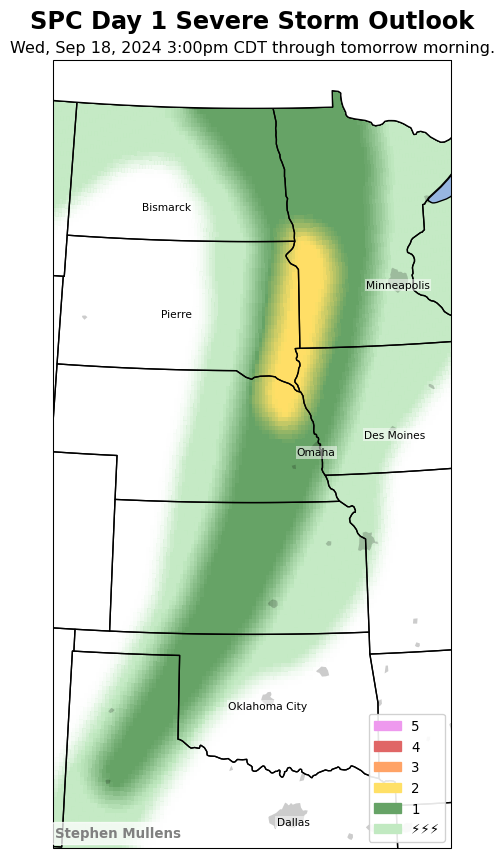 SPC Day 1 Severe Storm Outlook
Wed, Sep 18, 2024 3:00pm CDT through tomorrow morning.
Bismarck
Minneapolis
Pierre
Des Moines
Omaha
Oklahoma City
5
4
3
2
1
⚡⚡⚡
Dallas
Stephen Mullens